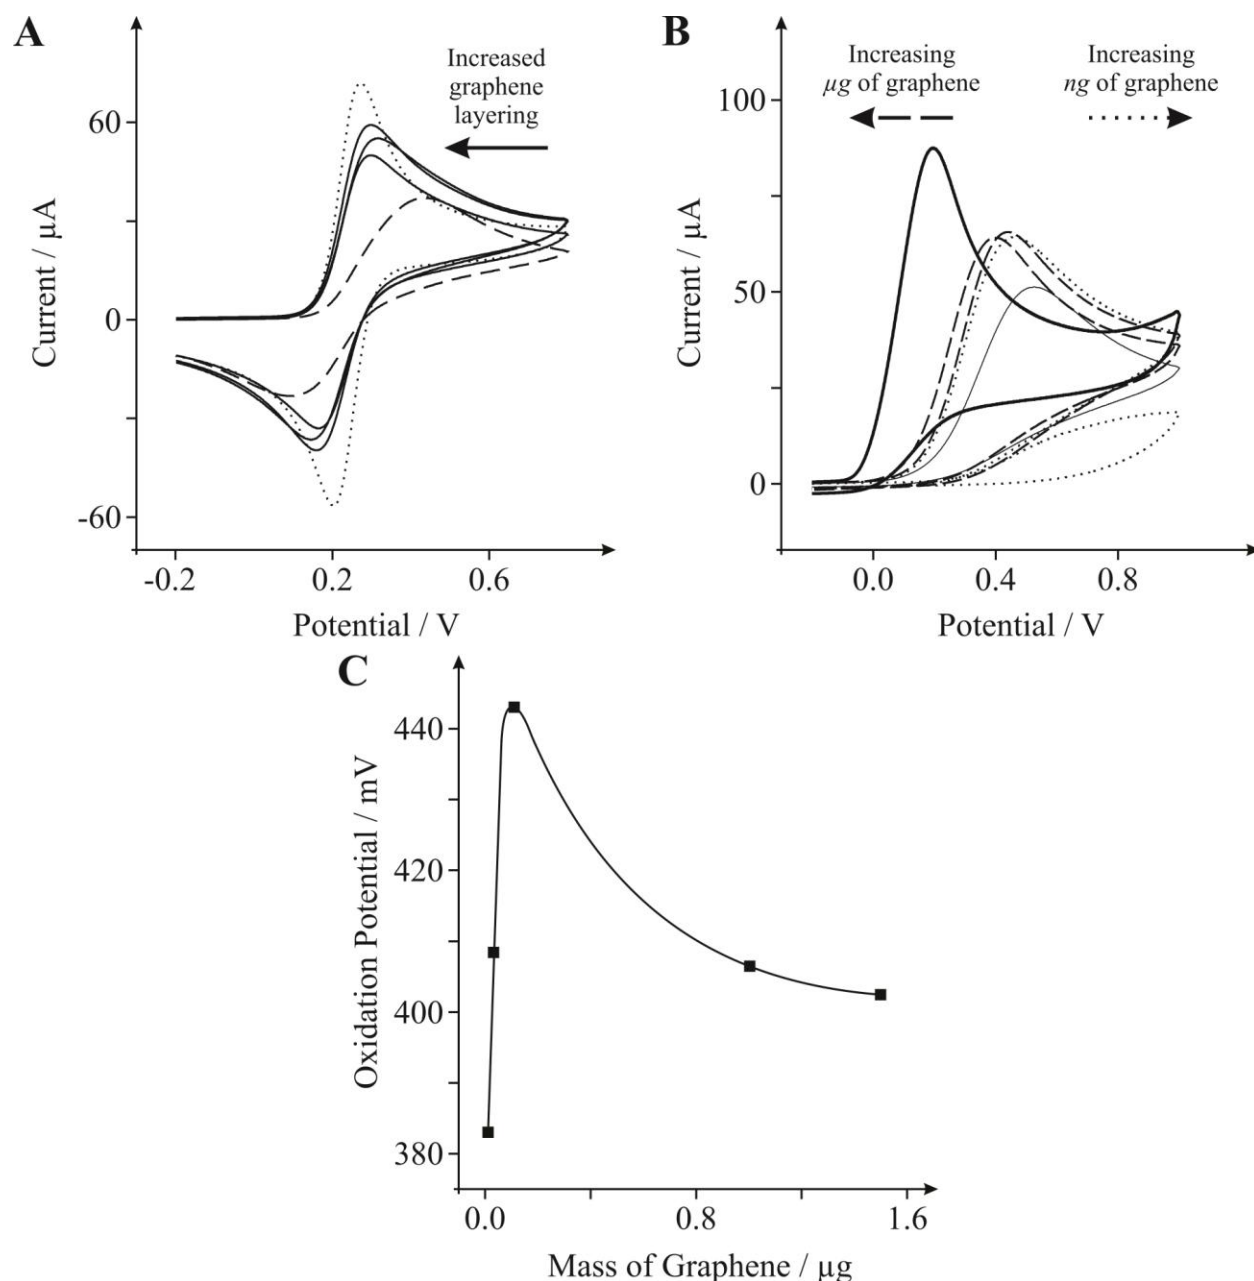 A
Increased
graphene
layering
60
0
-60
Current / µA
-0.2
0.2
0.6
Potential / V
B
Increasing
µg of graphene
Increasing
ng of graphene
100
50
0
Current / µA
0.0
0.4
0.8
Potential / V
C
440
420
400
380
Oxidation Potential / mV
0.0
0.8
1.6
Mass of Graphene / µg